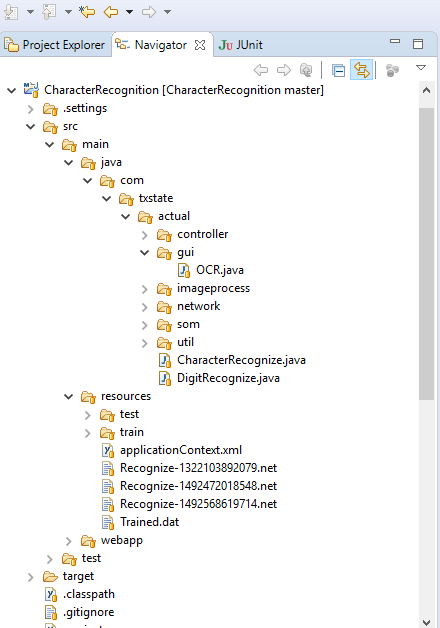 Project Explorer Navigator JUnit
CharacterRecognition [CharacterRecognition master]
.settings
src
main
java
com
txstate
actual
controller
gui
OCR.java
imageprocess
network
som
util
CharacterRecognize.java
DigitRecognize.java
resources
test
train
applicationContext.xml
Recognize-1322103892079.net
Recognize-1492472018548.net
Recognize-1492568619714.net
Trained.dat
webapp
test
target
.classpath
.gitignore